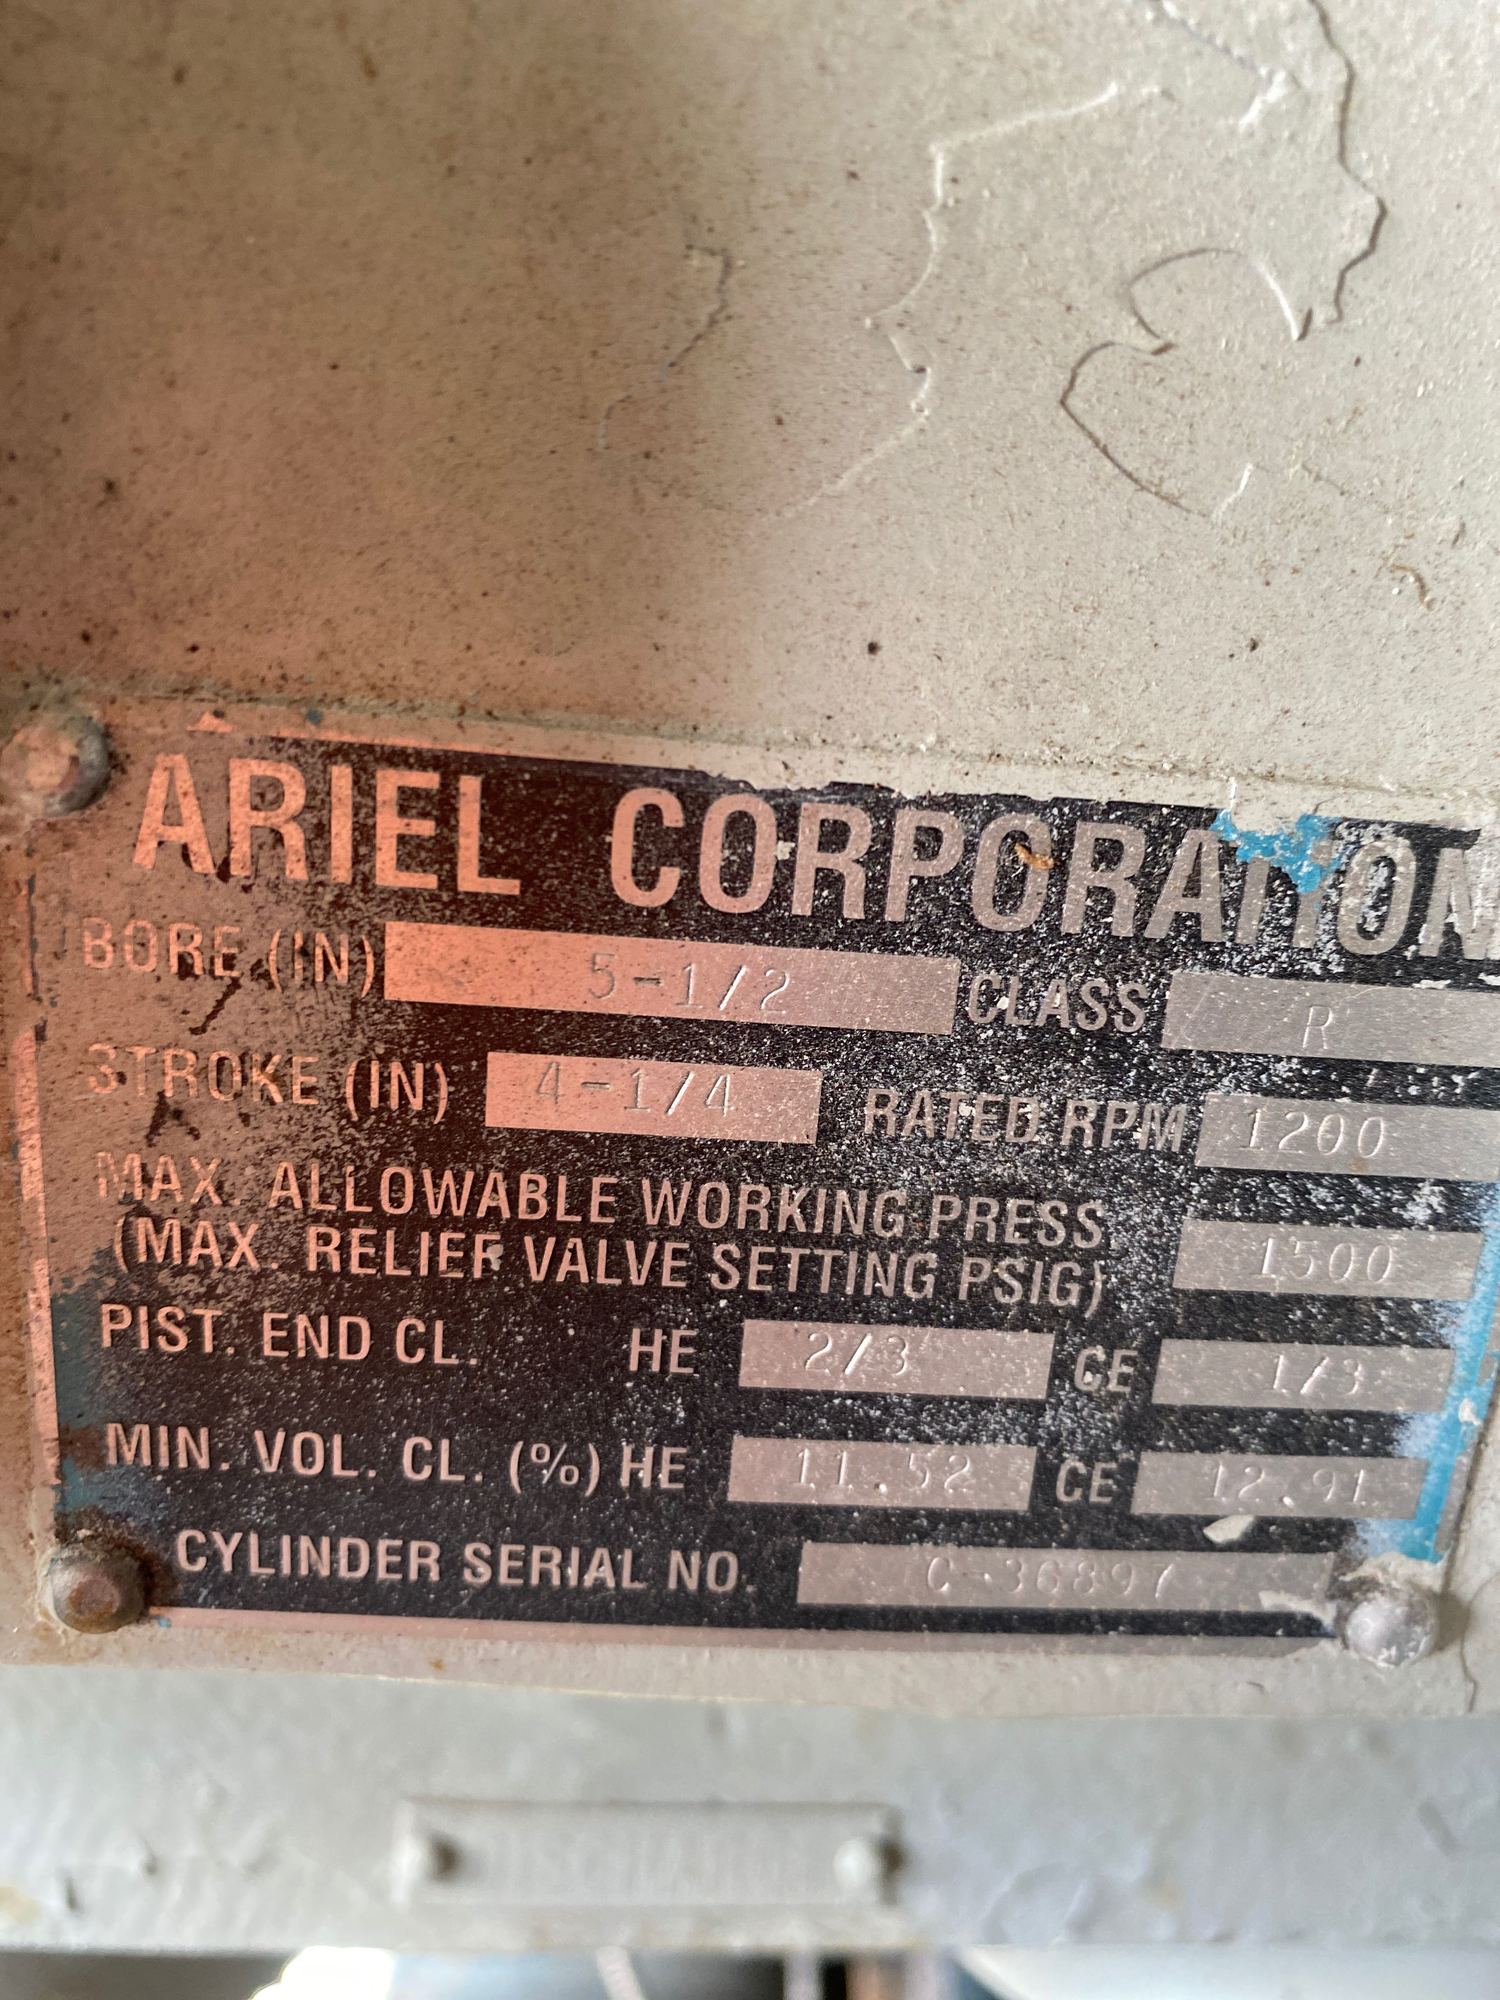 ARIEL CORPORATION
BORE (IN) 5-1/2 CLASS R
STROKE (IN) 4-1/4 RATED RPM 1200
MAX. ALLOWABLE WORKING PRESS. 1500
(MAX. RELIEF VALVE SETTING PSIG)
PIST. END CL. HE 2/3 CE 1/3
MIN. VOL. CL. (%) HE 11.52 CE 12.91
CYLINDER SERIAL NO. C-36897